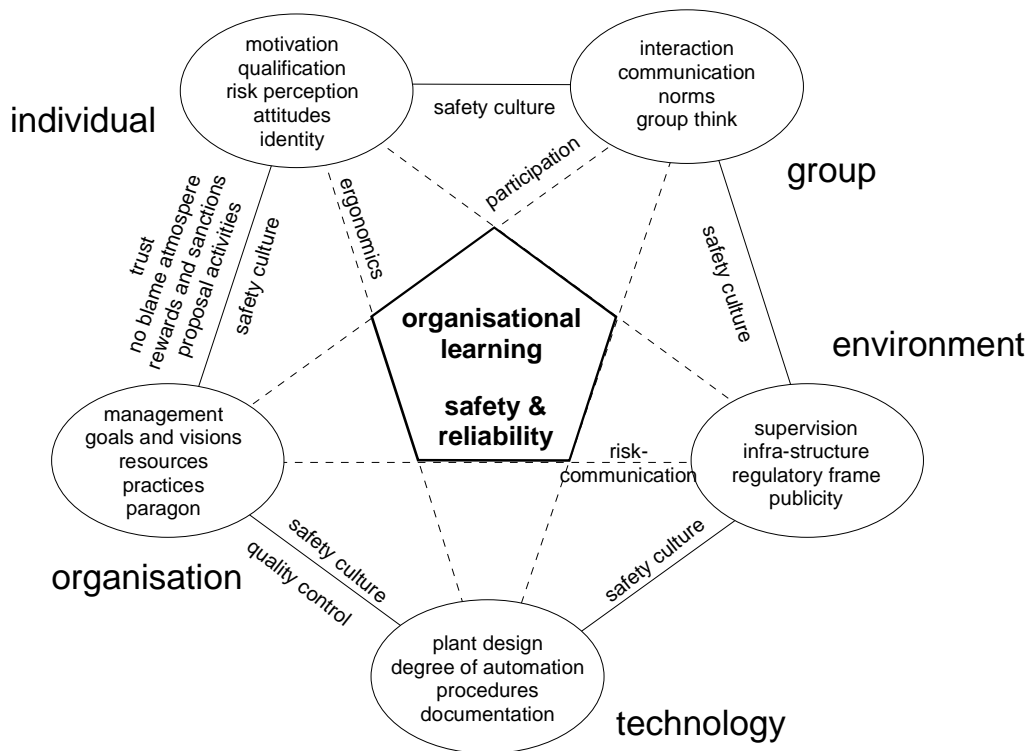 motivation
qualification
risk perception
attitudes
identity
individual
interaction
communication
norms
group think
group
safety culture
participation
ergonomics
trust
no blame atmospere
rewards and sanctions
proposal activities
safety culture
safety culture
organisational
learning
safety &
reliability
environment
management
goals and visions
resources
practices
paragon
organisation
supervision
infra-structure
regulatory frame
publicity
risk-
communication
safety culture
quality control
safety culture
plant design
degree of automation
procedures
documentation
technology